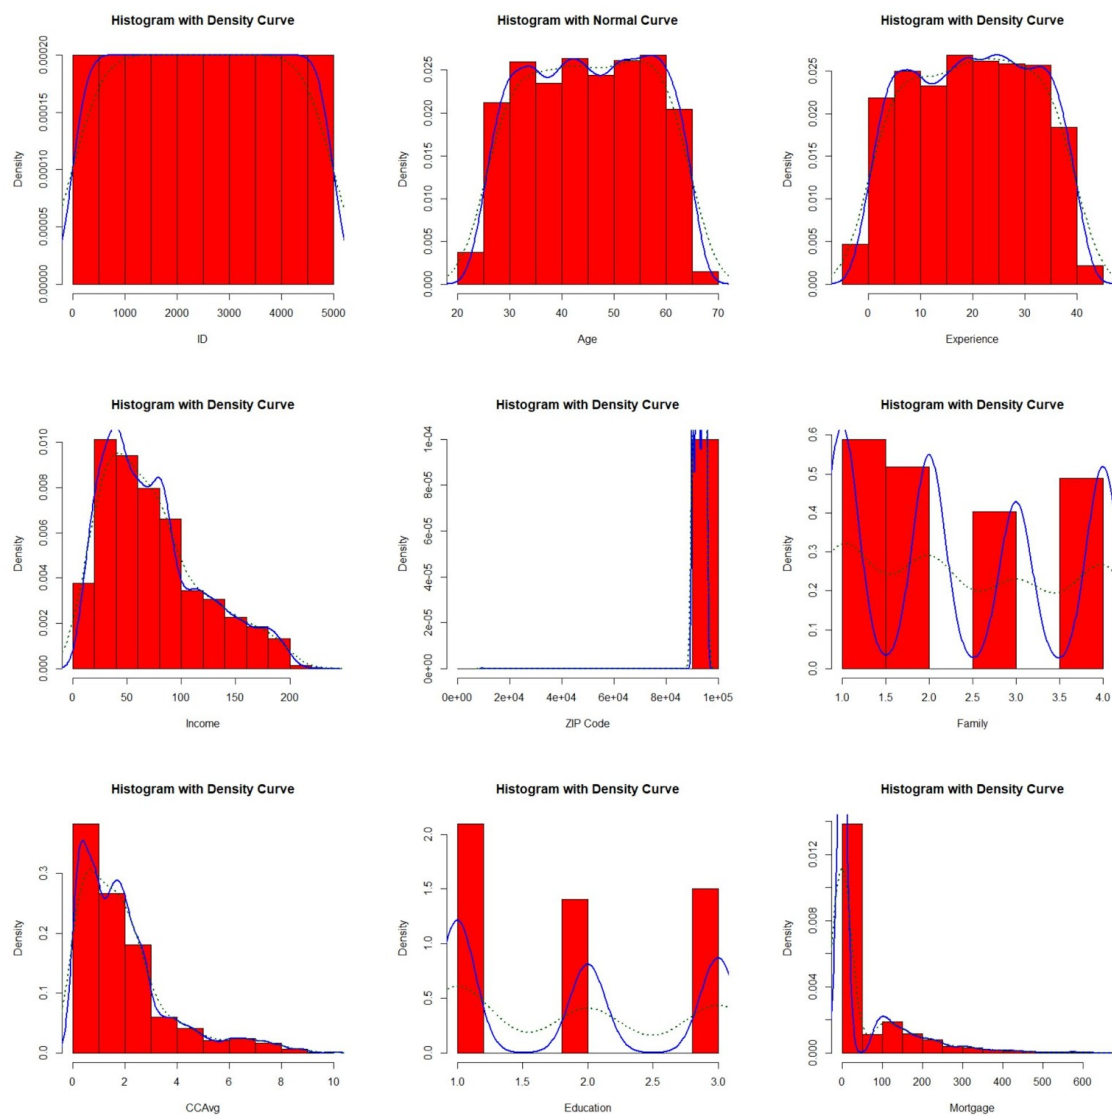 Histogram with Density Curve
Density
0.00000 0.00005 0.00010 0.00015 0.00020
0 1000 2000 3000 4000 5000
ID
Histogram with Normal Curve
Density
0.000 0.005 0.010 0.015 0.020 0.025
20 30 40 50 60 70
Age
Histogram with Density Curve
Density
0.000 0.005 0.010 0.015 0.020 0.025
0 10 20 30 40
Experience
Histogram with Density Curve
Density
0.000 0.002 0.004 0.006 0.008 0.010
0 50 100 150 200
Income
Histogram with Density Curve
Density
0e+00 2e-05 4e-05 6e-05 8e-05 1e-04
0e+00 2e+04 4e+04 6e+04 8e+04 1e+05
ZIP Code
Histogram with Density Curve
Density
0.0 0.1 0.2 0.3 0.4 0.5 0.6
1.0 1.5 2.0 2.5 3.0 3.5 4.0
Family
Histogram with Density Curve
Density
0.0 0.1 0.2 0.3
0 2 4 6 8 10
CCAvg
Histogram with Density Curve
Density
0.0 0.5 1.0 1.5 2.0
1.0 1.5 2.0 2.5 3.0
Education
Histogram with Density Curve
Density
0.000 0.004 0.008 0.012
0 100 200 300 400 500 600
Mortgage